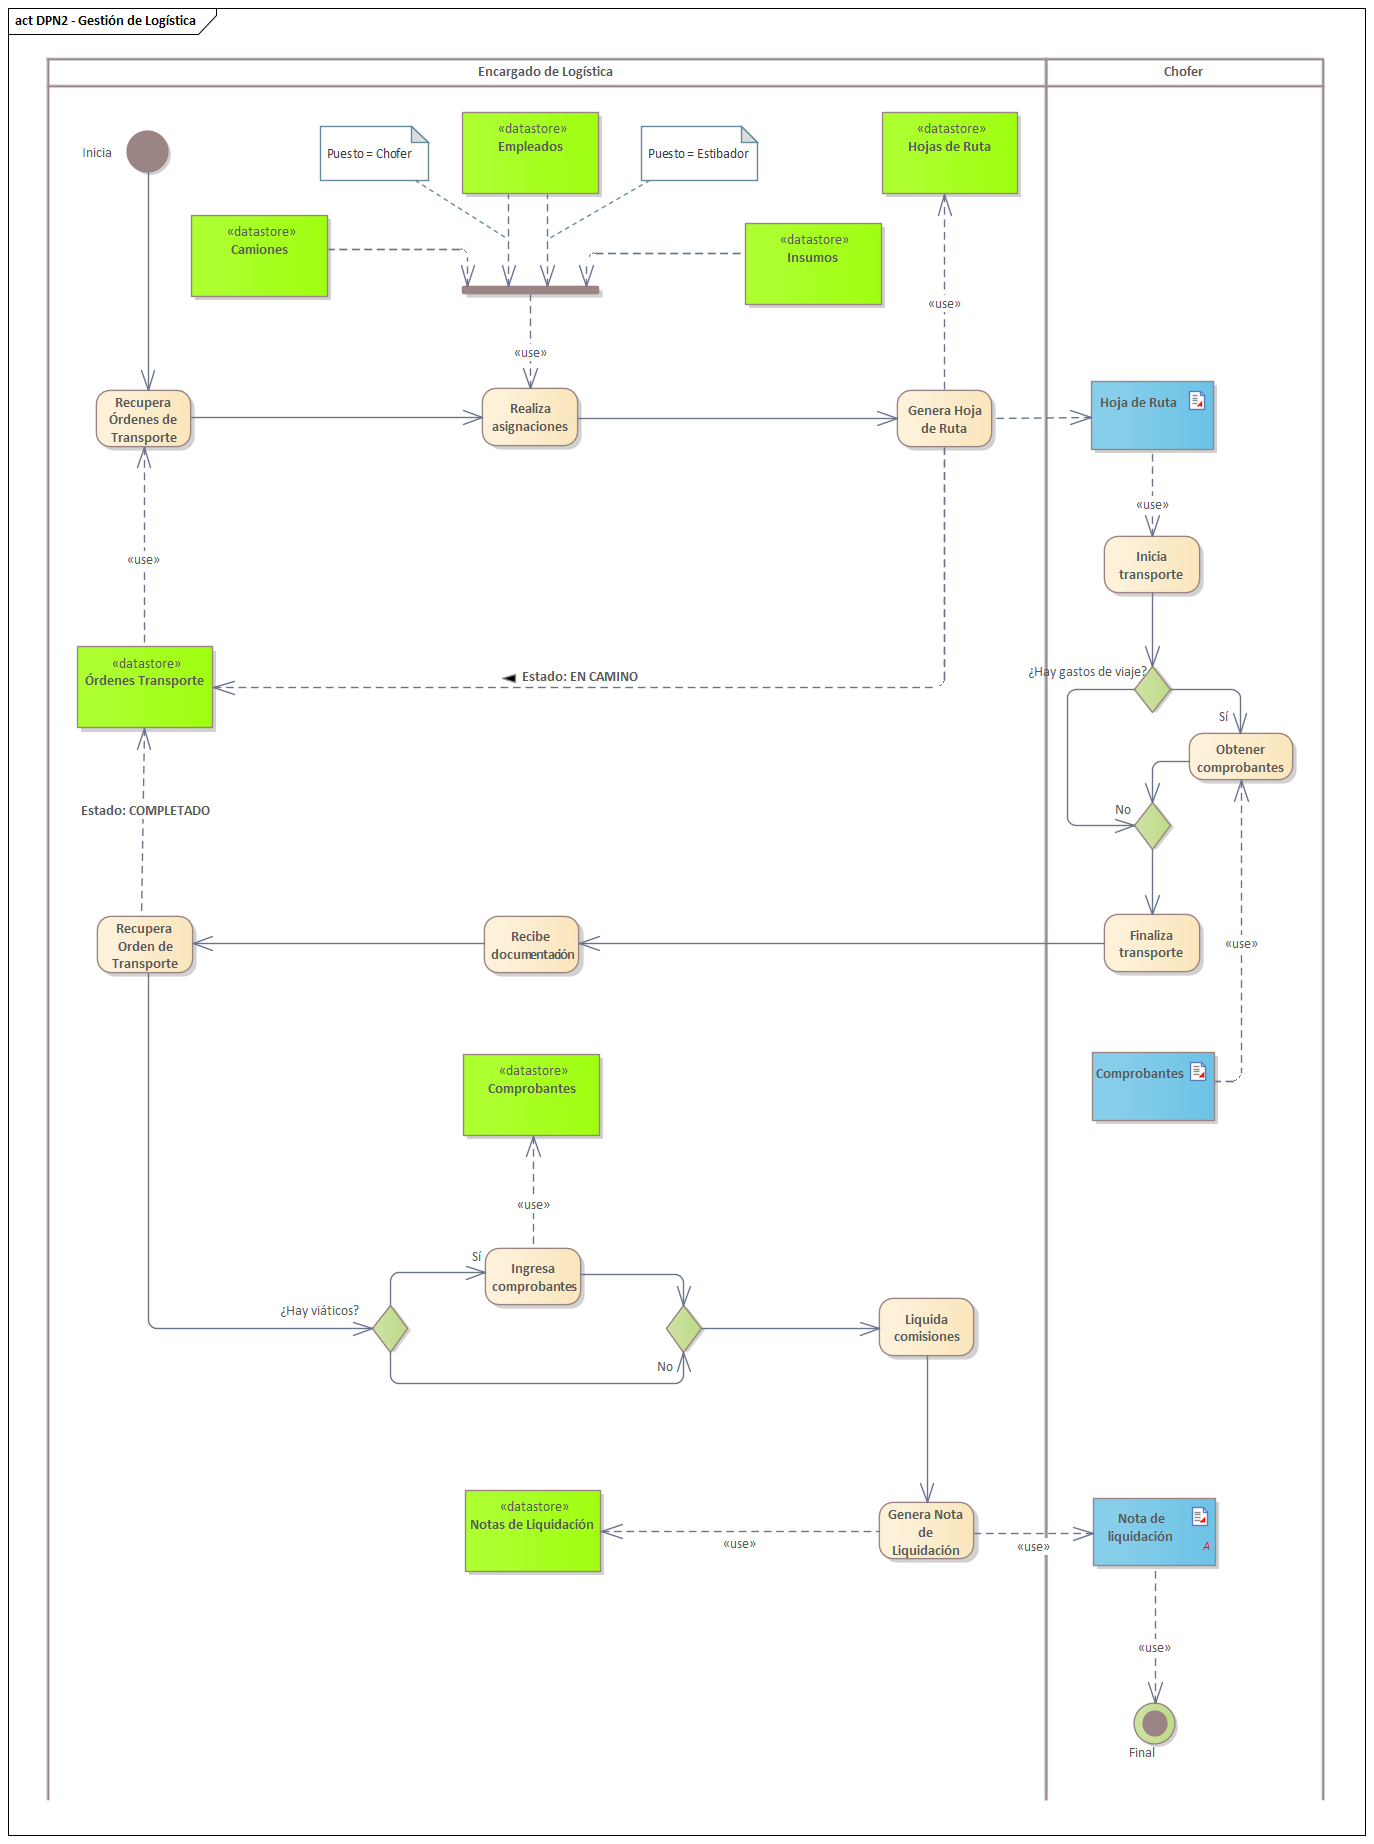 act DPN2 - Gestión de Logística
Encargado de Logística
Chofer
Inicia
Puesto = Chofer
«datastore»
Empleados
Puesto = Estibador
«datastore»
Hojas de Ruta
«datastore»
Camiones
«datastore»
Insumos
«use»
«use»
Recupera
Órdenes de
Transporte
Realiza
asignaciones
Genera Hoja
de Ruta
Hoja de Ruta
«use»
«use»
Inicia
transporte
«datastore»
Órdenes Transporte
Estado: EN CAMINO
¿Hay gastos de viaje?
Sí
Obtener
comprobantes
No
Estado: COMPLETADO
Recupera
Orden de
Transporte
Recibe
documentación
Finaliza
transporte
«use»
«datastore»
Comprobantes
Comprobantes
«use»
Sí
Ingresa
comprobantes
¿Hay viáticos?
No
Liquida
comisiones
«datastore»
Notas de Liquidación
«use»
Genera Nota
de
Liquidación
«use»
Nota de
liquidación
A
«use»
Final